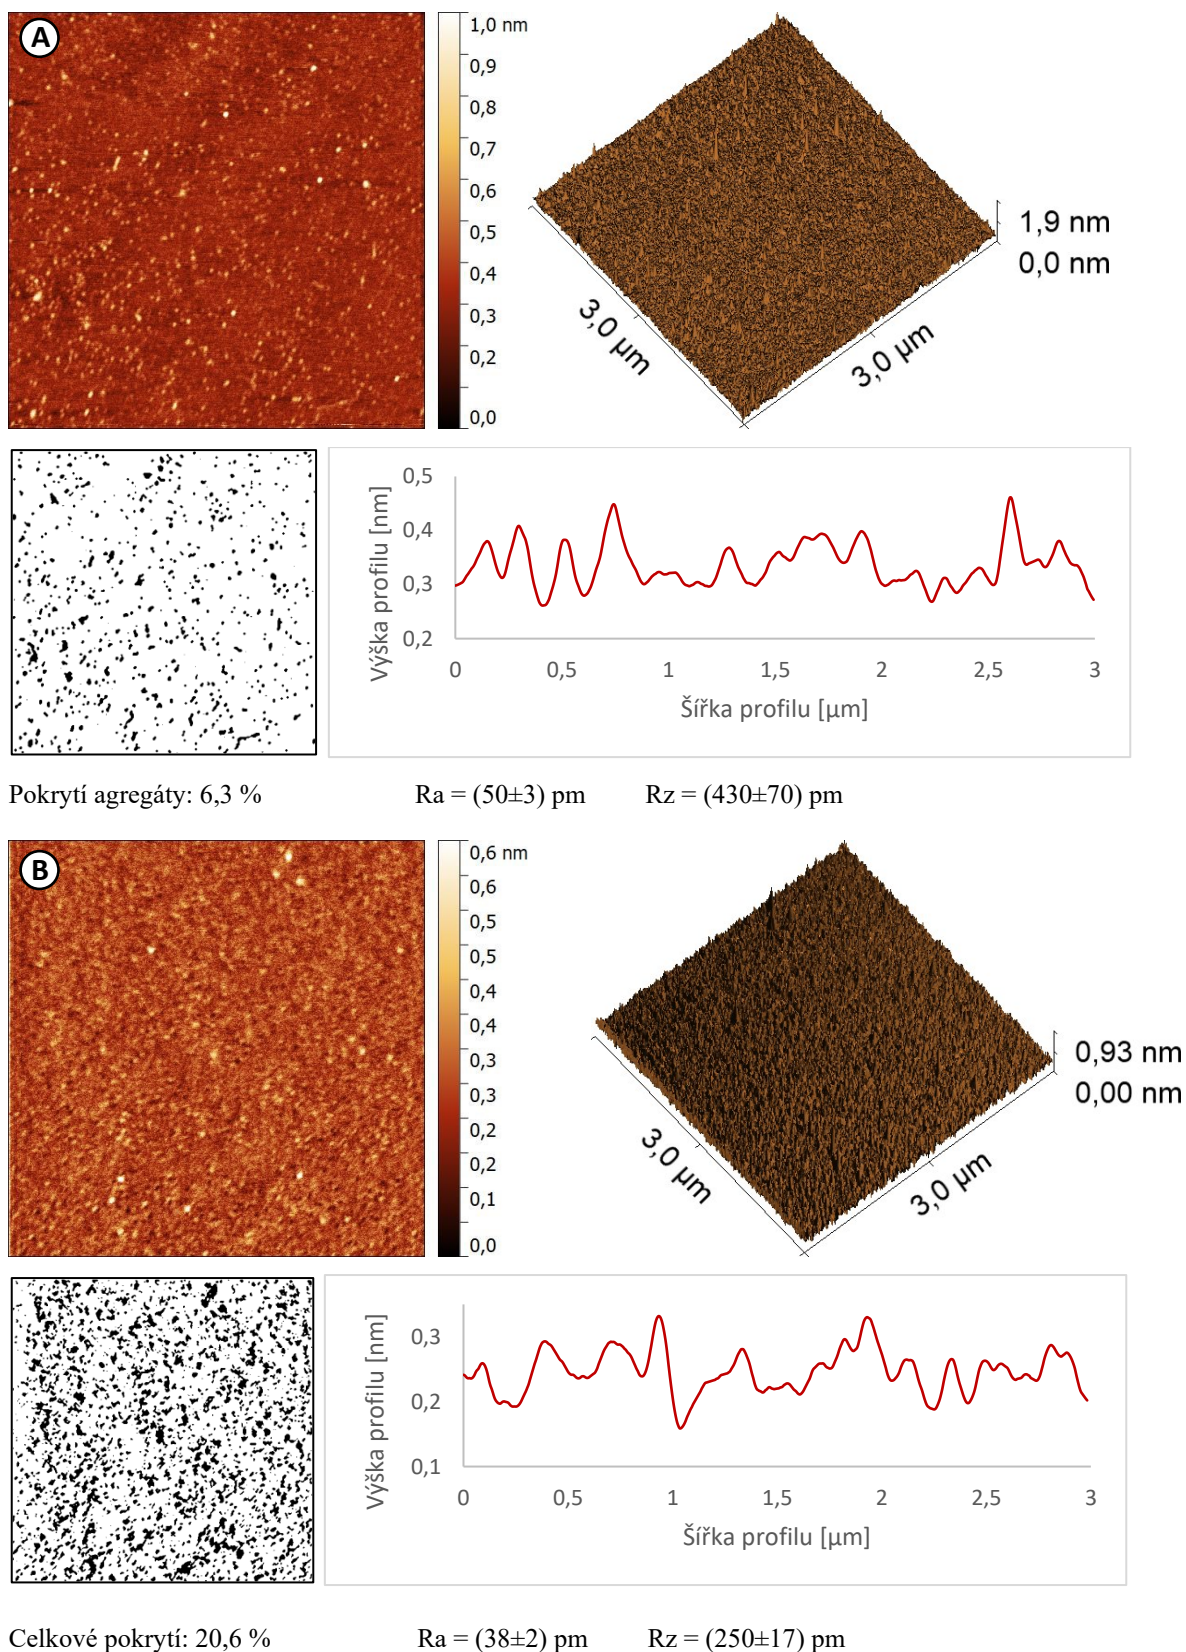 A
1,0 nm
0,9
0,8
0,7
0,6
0,5
0,4
0,3
0,2
0,0
1,9 nm
0,0 nm
3,0 µm
3,0 µm
Výška profilu [nm]
0,5
0,4
0,3
0,2
0 0,5 1 1,5 2 2,5 3
Šířka profilu [µm]
Pokrytí agregáty: 6,3 % Ra = (50±3) pm Rz = (430±70) pm
B
0,6 nm
0,6
0,5
0,5
0,4
0,4
0,3
0,3
0,2
0,2
0,1
0,0
0,93 nm
0,00 nm
3,0 µm
3,0 µm
Výška profilu [nm]
0,3
0,2
0,1
0 0,5 1 1,5 2 2,5 3
Šířka profilu [µm]
Celkové pokrytí: 20,6 % Ra = (38±2) pm Rz = (250±17) pm